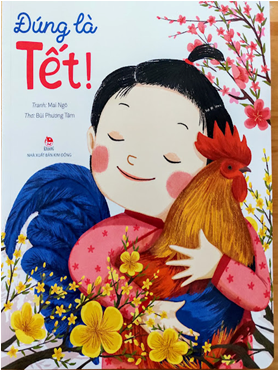 Đúng là
Tết!
Tranh: Mai Ngô
Thơ: Bùi Phương Tâm
NHÀ XUẤT BẢN KIM ĐỒNG